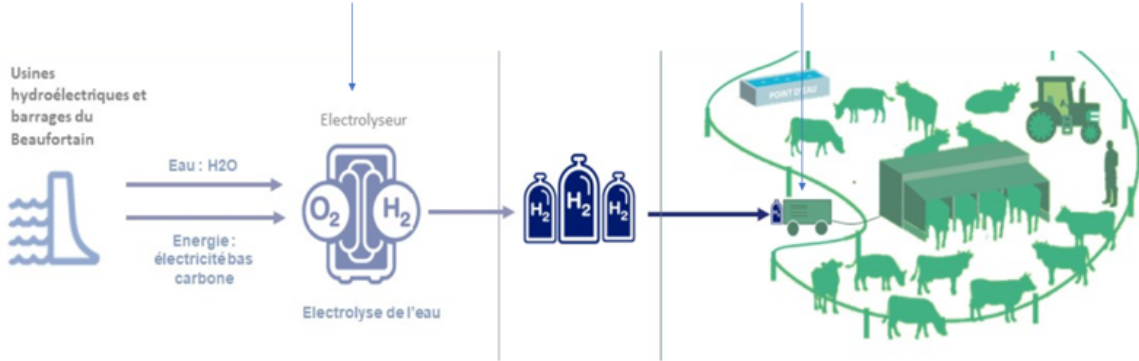 Usines
hydroélectriques et
barrages du
Beaufortain
Eau : H2O
Energie :
électricité bas
carbone
Electrolyseur
O2
H2
Electrolyse de l'eau
H2
H2
H2
H2
POINT D'EAU